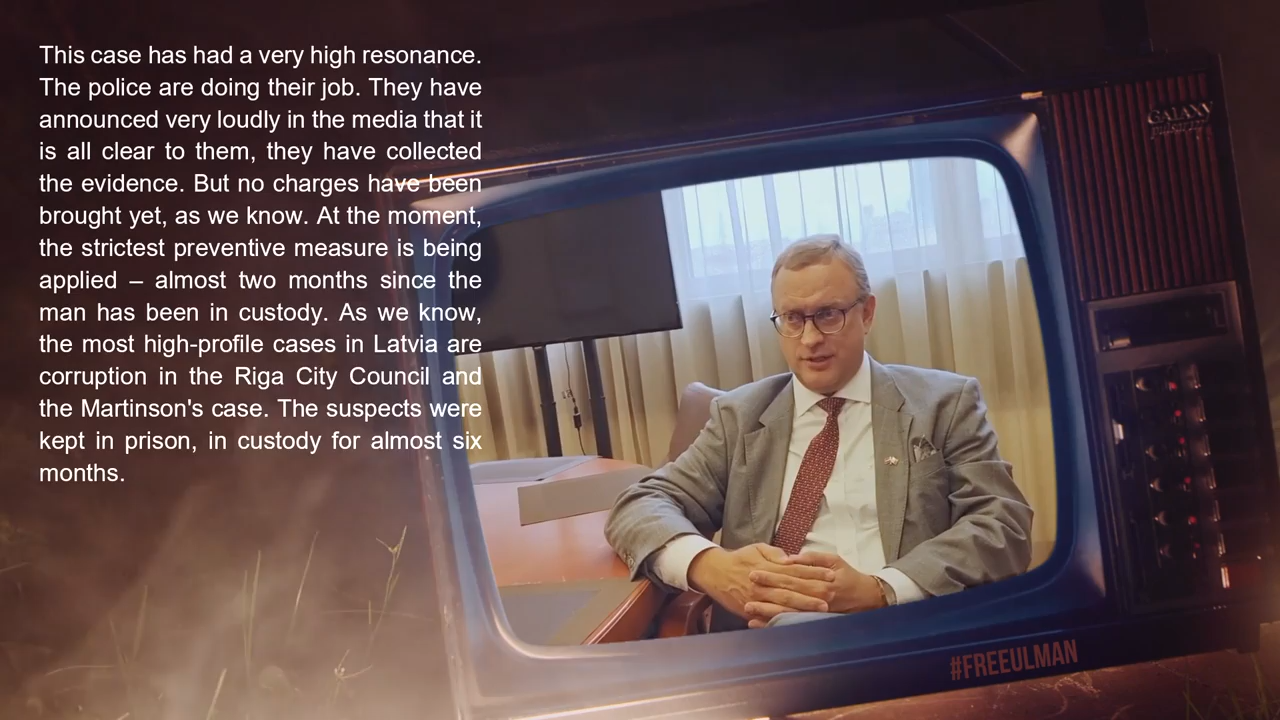 This case has had a very high resonance.
The police are doing their job. They have
announced very loudly in the media that it
is all clear to them, they have collected
the evidence. But no charges have been
brought yet, as we know. At the moment,
the strictest preventive measure is being
applied – almost two months since the
man has been in custody. As we know,
the most high-profile cases in Latvia are
corruption in the Riga City Council and
the Martinson's case. The suspects were
kept in prison, in custody for almost six
months.
GALAXY
#FREEULMAN